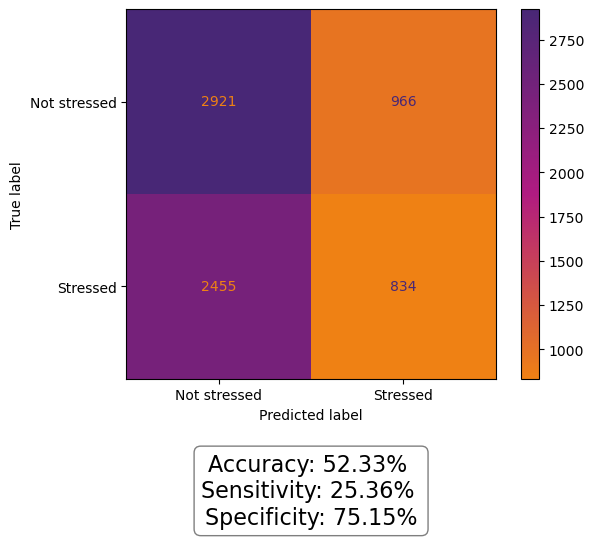 2750
2500
2250
2000
1750
1500
1250
1000
True label
Not stressed
2921 966
Stressed
2455 834
Not stressed Stressed
Predicted label
Accuracy: 52.33%
Sensitivity: 25.36%
Specificity: 75.15%